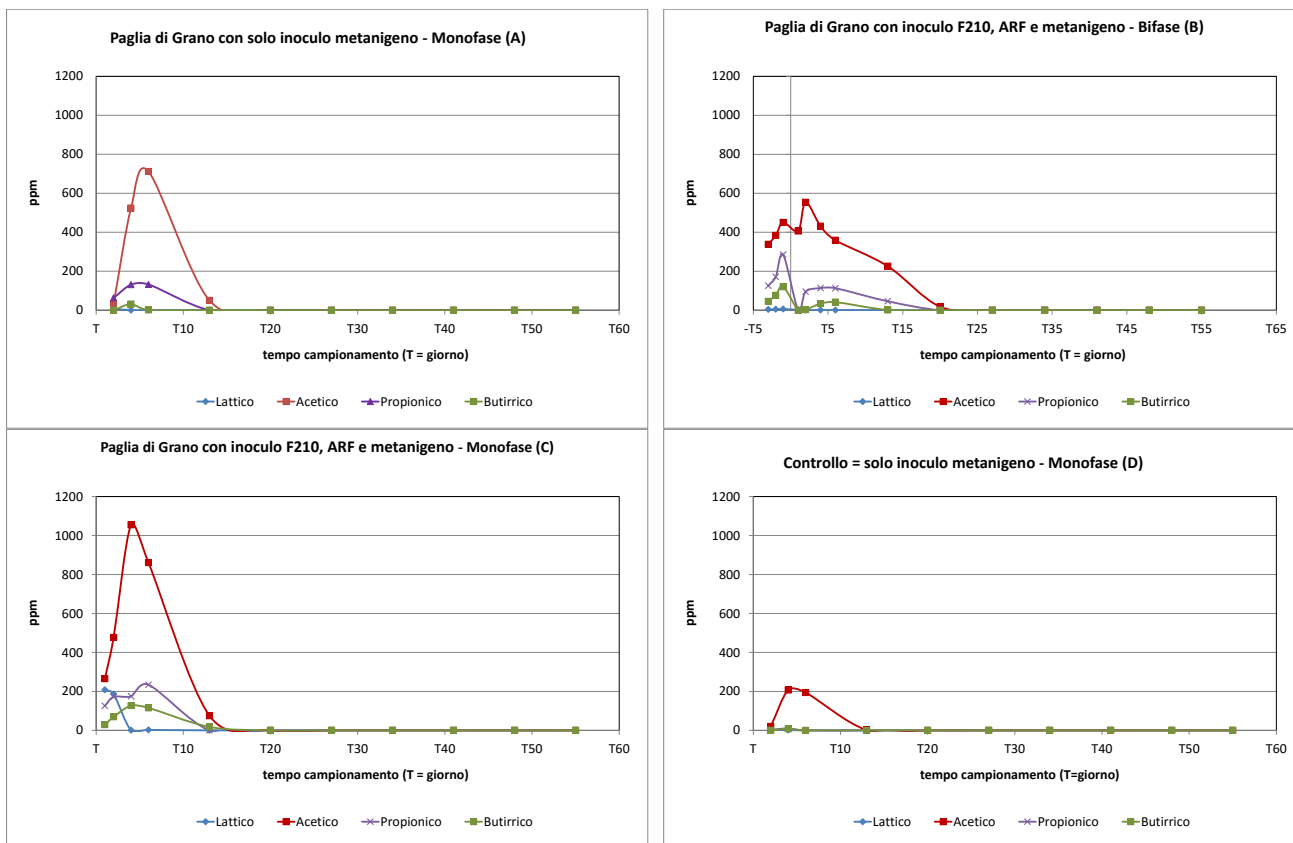 Paglia di Grano con solo inoculo metanigeno - Monofase (A)
1200
1000
800
600
400
200
0
ppm
T T10 T20 T30 T40 T50 T60
tempo campionamento (T = giorno)
Lattico Acetico Propionico Butirrico
Paglia di Grano con inoculo F210, ARF e metanigeno - Bifase (B)
1200
1000
800
600
400
200
0
ppm
-T5 T5 T15 T25 T35 T45 T55 T65
tempo campionamento (T = giorno)
Lattico Acetico Propionico Butirrico
Paglia di Grano con inoculo F210, ARF e metanigeno - Monofase (C)
1200
1000
800
600
400
200
0
ppm
T T10 T20 T30 T40 T50 T60
tempo campionamento (T = giorno)
Lattico Acetico Propionico Butirrico
Controllo = solo inoculo metanigeno - Monofase (D)
1200
1000
800
600
400
200
0
ppm
T T10 T20 T30 T40 T50 T60
tempo campionamento (T=giorno)
Lattico Acetico Propionico Butirrico